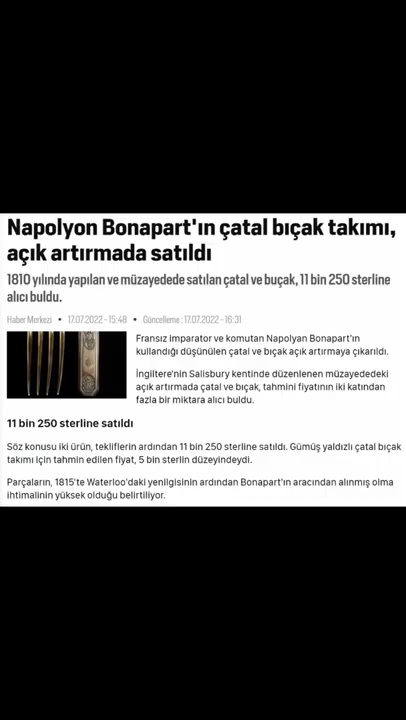 Napolyon Bonapart'ın çatal bıçak takımı,
açık artırmada satıldı
1810 yılında yapılan ve müzayedede satılan çatal ve buçak, 11 bin 250 sterline
alıcı buldu.
Haber Merkezi • 17.07.2022 - 15:48 • Güncelleme : 17.07.2022 - 16:31
Fransız imparator ve komutan Napolyan Bonapart'ın
kullandığı düşünülen çatal ve bıçak açık artırmaya çıkarıldı.
İngiltere'nin Salisbury kentinde düzenlenen müzayededeki
açık artırmada çatal ve bıçak, tahmini fiyatının iki katından
fazla bir miktara alıcı buldu.
11 bin 250 sterline satıldı
Söz konusu iki ürün, tekliflerin ardından 11 bin 250 sterline satıldı. Gümüş yaldızlı çatal bıçak
takımı için tahmin edilen fiyat, 5 bin sterlin düzeyindeydi.
Parçaların, 1815'te Waterloo'daki yenilgisinin ardından Bonapart'ın aracından alınmış olma
ihtimalinin yüksek olduğu belirtiliyor.